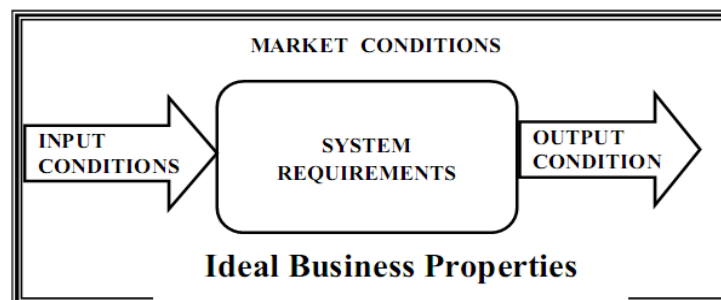 MARKET CONDITIONS
INPUT
CONDITIONS
SYSTEM
REQUIREMENTS
OUTPUT
CONDITION
Ideal Business Properties